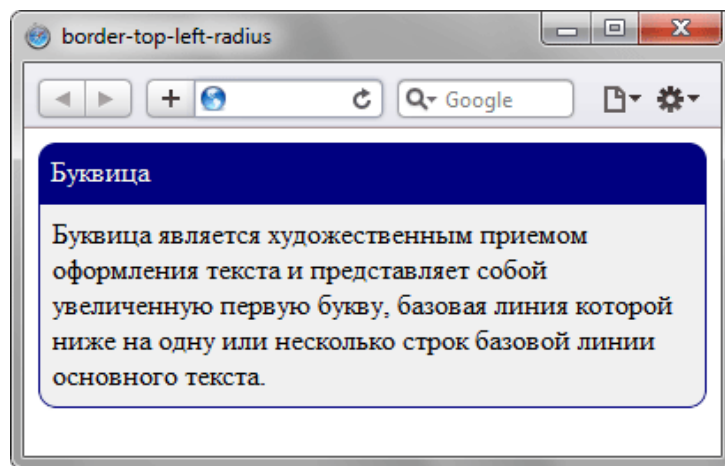 border-top-left-radius
Google
Буквица
Буквица является художественным приемом
оформления текста и представляет собой
увеличенную первую букву, базовая линия которой
ниже на одну или несколько строк базовой линии
основного текста.